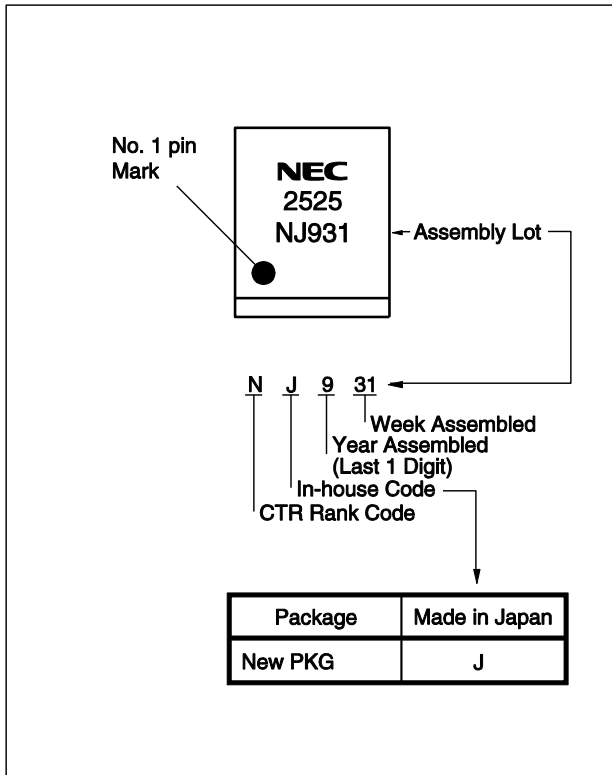 No. 1 pin
Mark
NEC
2525
NJ931
Assembly Lot
N J 9 31
Week Assembled
Year Assembled
(Last 1 Digit)
In-house Code
CTR Rank Code
Package Made in Japan
New PKG J